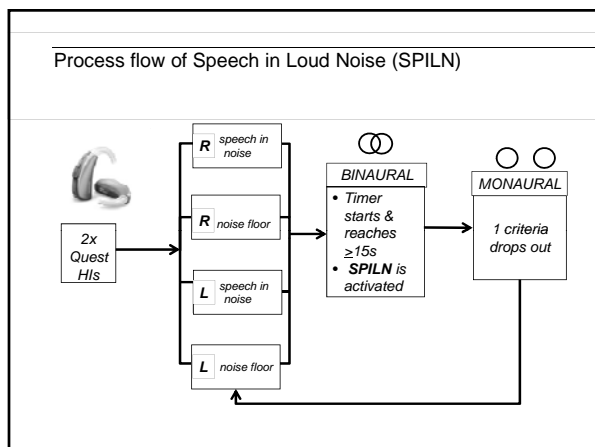 Process flow of Speech in Loud Noise (SPILN)
2x
Quest
HIs
R speech in
noise
R noise floor
L speech in
noise
L noise floor
BINAURAL
• Timer
starts &
reaches
≥15s
• SPILN is
activated
MONAURAL
1 criteria
drops out